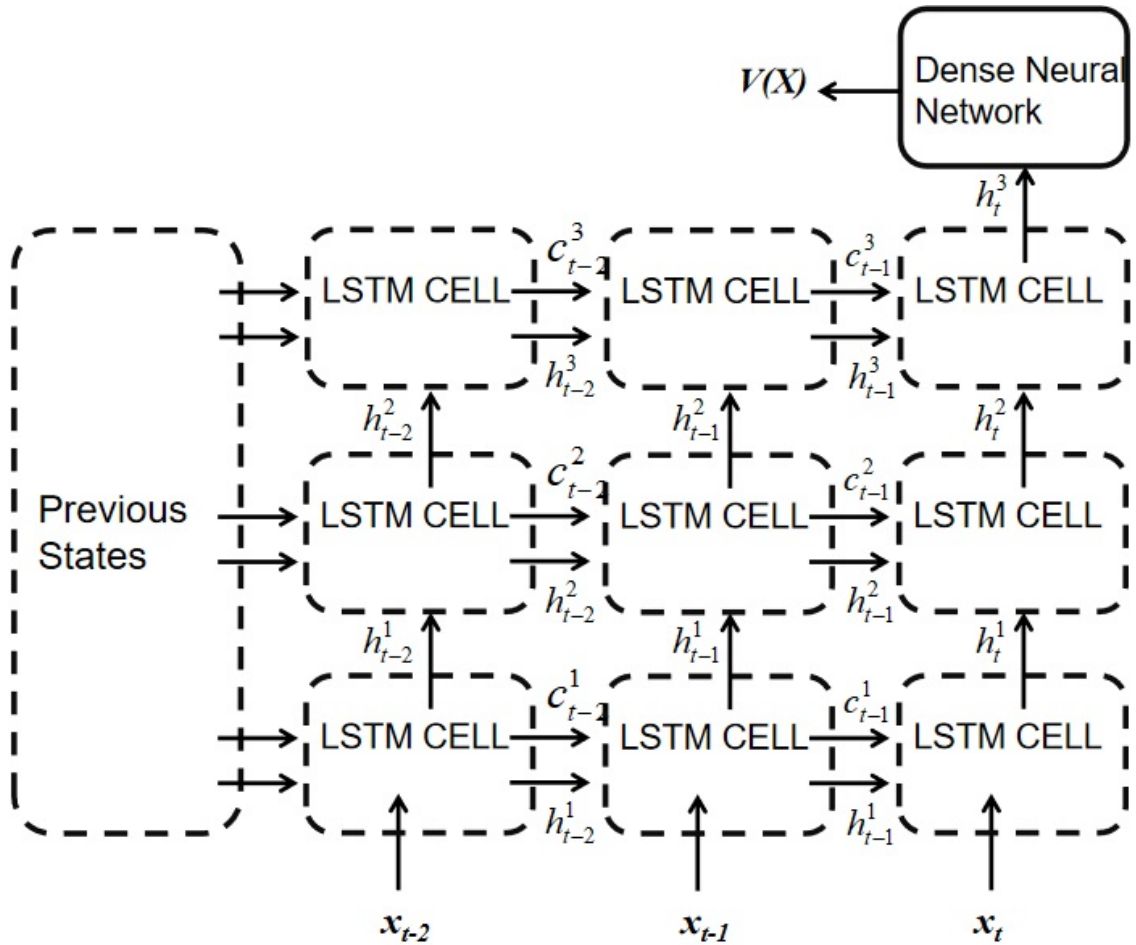 Dense Neural
Network
V(X)
h_t^3
c_{t-2}^3
c_{t-1}^3
LSTM CELL
LSTM CELL
LSTM CELL
h_{t-2}^3
h_{t-1}^3
h_{t-2}^2
h_{t-1}^2
h_t^2
c_{t-2}^2
c_{t-1}^2
Previous
States
LSTM CELL
LSTM CELL
LSTM CELL
h_{t-2}^2
h_{t-1}^2
h_{t-2}^1
h_{t-1}^1
h_t^1
c_{t-2}^1
c_{t-1}^1
LSTM CELL
LSTM CELL
LSTM CELL
h_{t-2}^1
h_{t-1}^1
x_{t-2}
x_{t-1}
x_t